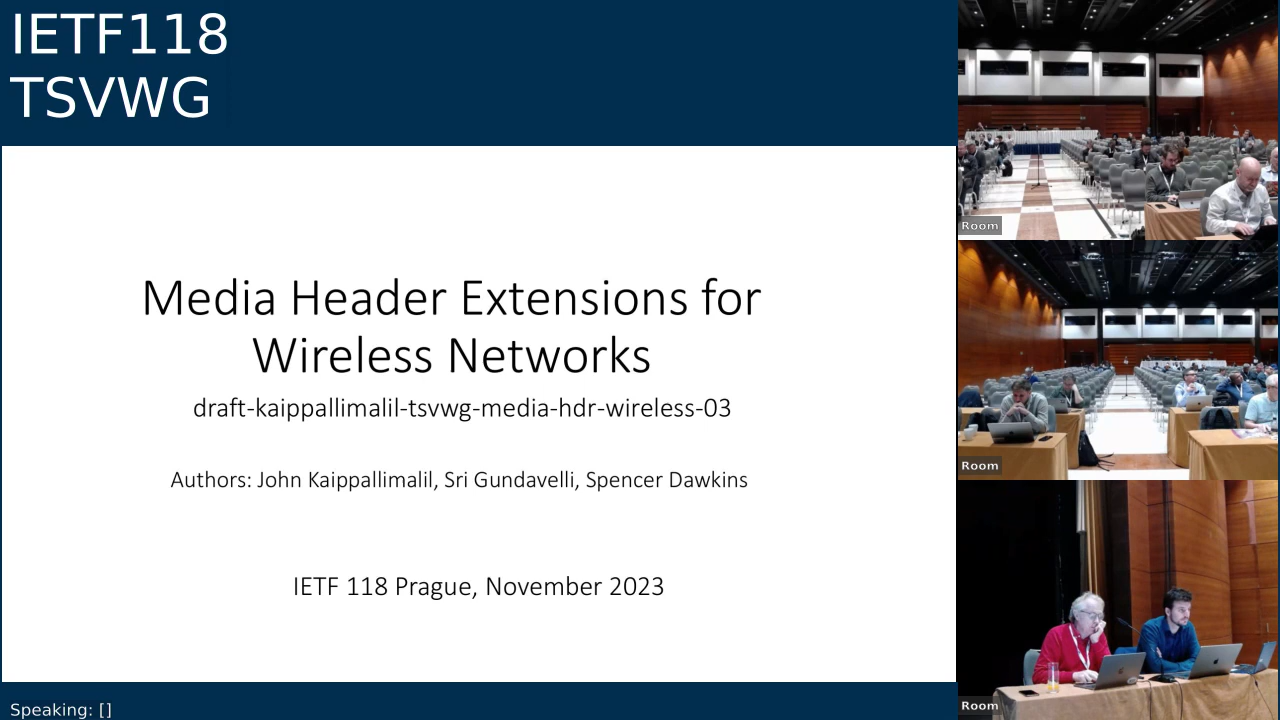 IETF118
TSVWG
Media Header Extensions for
Wireless Networks
draft-kaippallimalil-tsvwg-media-hdr-wireless-03
Authors: John Kaippallimalil, Sri Gundavelli, Spencer Dawkins
IETF 118 Prague, November 2023
Speaking: []
Room
Room
Room